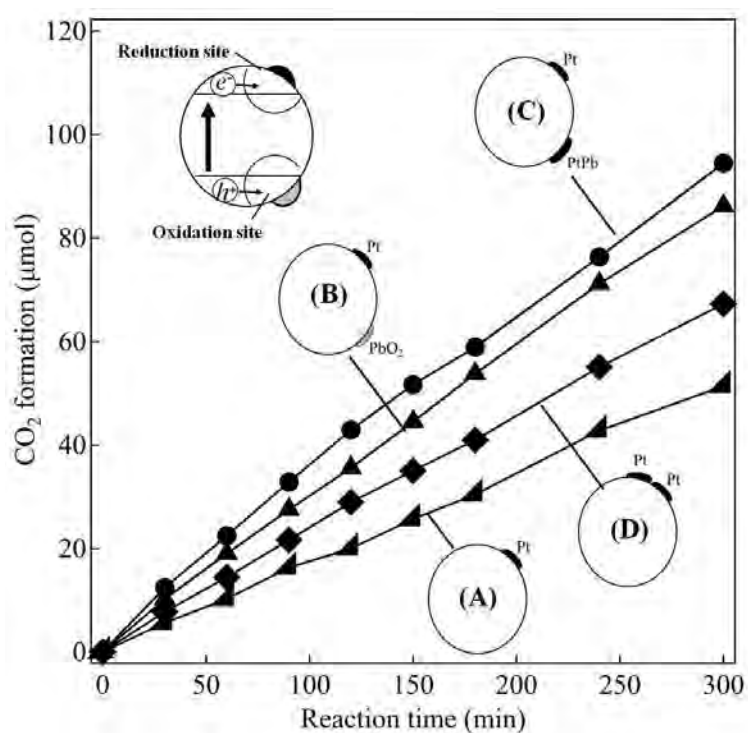 120
100
80
60
40
20
0
CO₂ formation (μmol)
0
50
100
150
200
250
300
Reaction time (min)
Reduction site
e⁻
h⁺
Oxidation site
Pt
(C)
PtPb
Pt
(B)
PbO₂
Pt
Pt
(D)
Pt
(A)